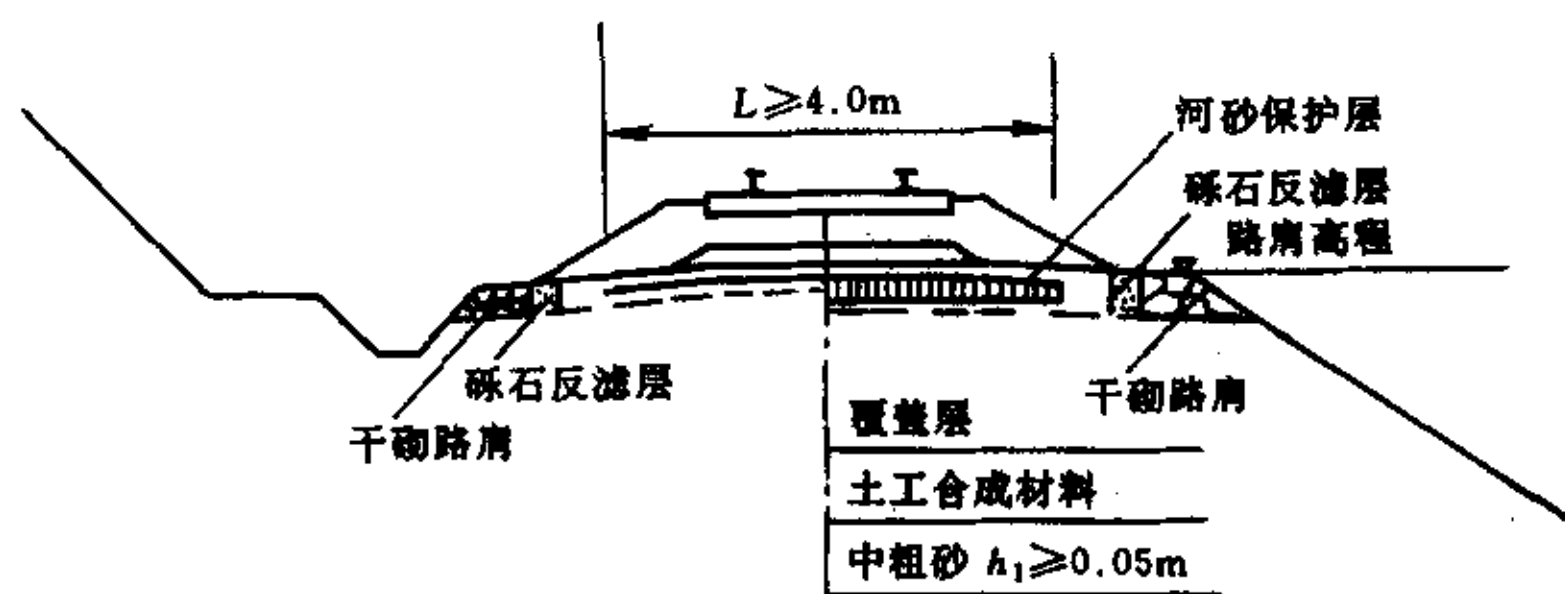 L≥4.0m
河砂保护层
砾石反滤层
路肩高程
砾石反滤层
干砌路肩
干砌路肩
覆盖层
土工合成材料
中粗砂 h₁≥0.05m